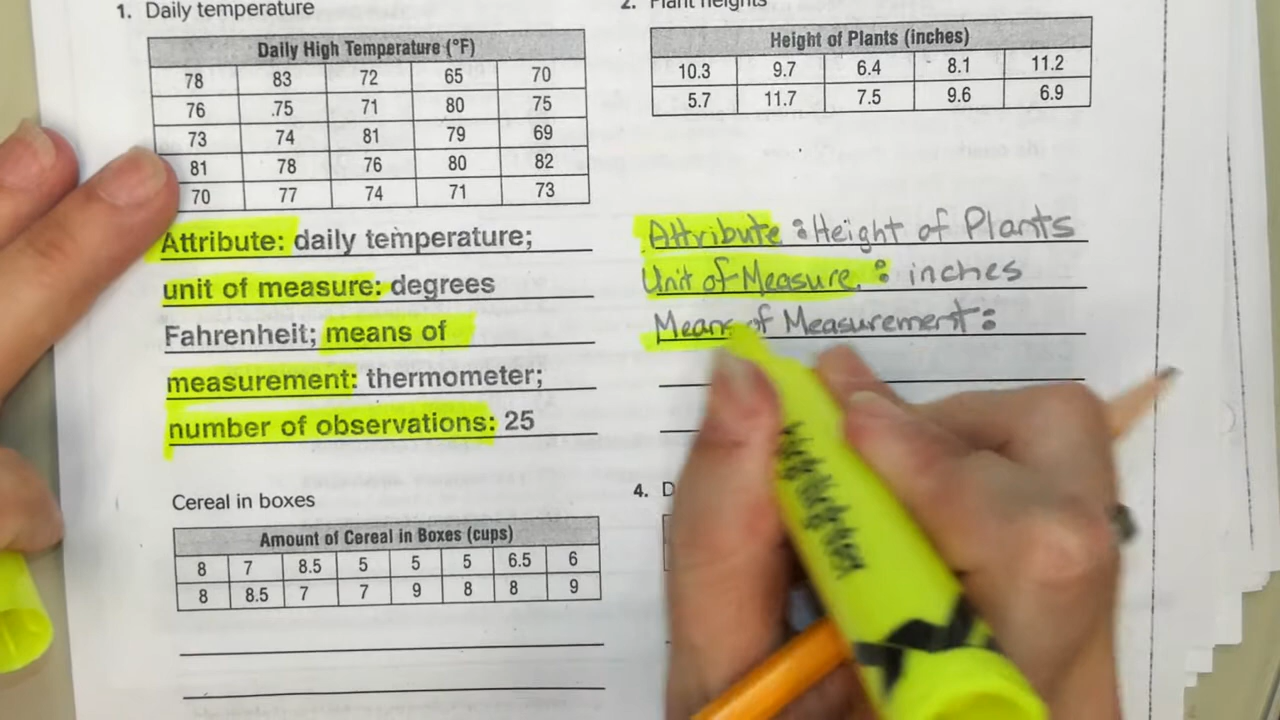 1. Daily temperature
2. Plant heights
Daily High Temperature (°F)
78 83 72 65 70
76 .75 71 80 75
73 74 81 79 69
81 78 76 80 82
70 77 74 71 73
Height of Plants (inches)
10.3 9.7 6.4 8.1 11.2
5.7 11.7 7.5 9.6 6.9
Attribute: daily temperature;
unit of measure: degrees
Fahrenheit; means of
measurement: thermometer;
number of observations: 25
Attribute : Height of Plants
Unit of Measure : inches
Means of Measurement:
Cereal in boxes
Amount of Cereal in Boxes (cups)
8 7 8.5 5 5 5 6.5 6
8 8.5 7 7 9 8 8 9
4. D
Highlighter